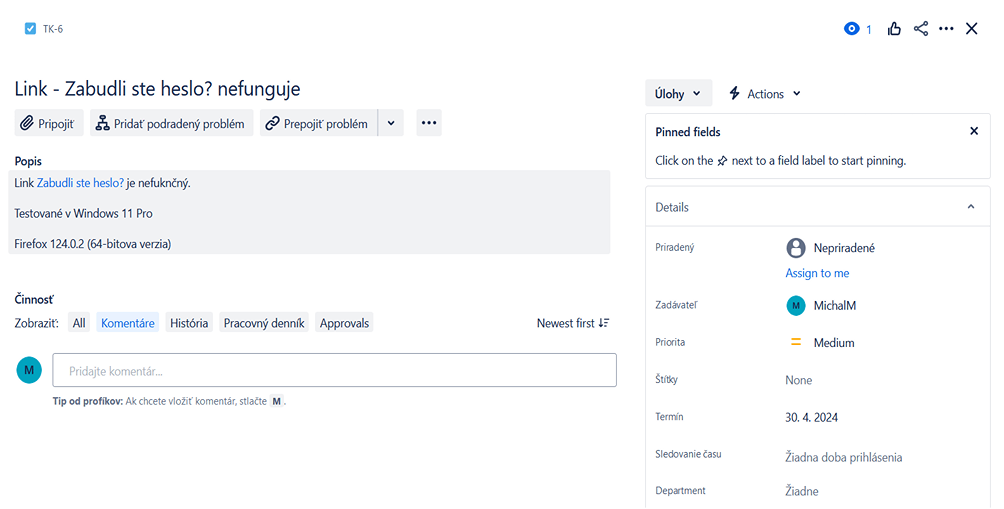 TK-6
1
Link - Zabudli ste heslo? nefunguje
Pripojiť
Pridať podradený problém
Prepojiť problém
Popis
Link Zabudli ste heslo? je nefuknčný.
Testované v Windows 11 Pro
Firefox 124.0.2 (64-bitova verzia)
Činnosť
Zobraziť: All Komentáre História Pracovný denník Approvals Newest first
M Pridajte komentár...
Tip od profíkov: Ak chcete vložiť komentár, stlačte M .
Úlohy Actions
Pinned fields
Click on the next to a field label to start pinning.
Details
Priradený Nepriradené
Assign to me
Zadávateľ M MichalM
Priorita Medium
Štítky None
Termín 30. 4. 2024
Sledovanie času Žiadna doba prihlásenia
Department Žiadne